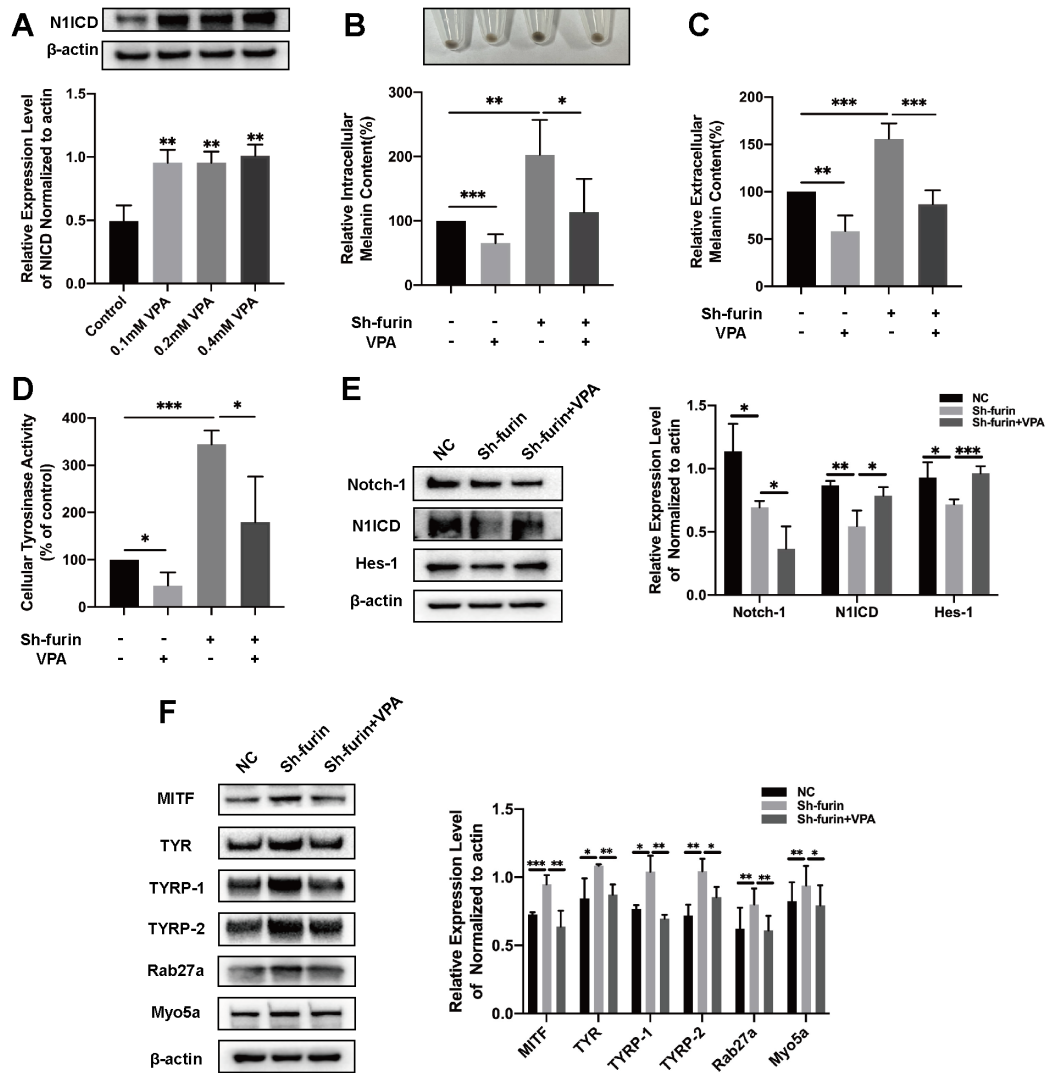 A
N1ICD
β-actin
Relative Expression Level
of NICD Normalized to actin
1.5
1.0
0.5
0.0
** ** **
Control
0.1mM VPA
0.2mM VPA
0.4mM VPA
B
Relative Intracellular
Melanin Content(%)
300
200
100
0
** *
***
Sh-furin - - + +
VPA - + - +
C
Relative Extracellular
Melanin Content(%)
200
150
100
50
0
*** ***
**
Sh-furin - - + +
VPA - + - +
D
Cellular Tyrosinase Activity
(% of control)
400
300
200
100
0
*** *
*
Sh-furin - - + +
VPA - + - +
E
NC Sh-furin Sh-furin+VPA
Notch-1
N1ICD
Hes-1
β-actin
Relative Expression Level
of Normalized to actin
1.5
1.0
0.5
0.0
NC
Sh-furin
Sh-furin+VPA
* * ** * * ***
Notch-1 N1ICD Hes-1
F
NC Sh-furin Sh-furin+VPA
MITF
TYR
TYRP-1
TYRP-2
Rab27a
Myo5a
β-actin
Relative Expression Level
of Normalized to actin
1.5
1.0
0.5
0.0
NC
Sh-furin
Sh-furin+VPA
*** ** * ** * ** ** * ** ** ** *
MITF TYR TYRP-1 TYRP-2 Rab27a Myo5a